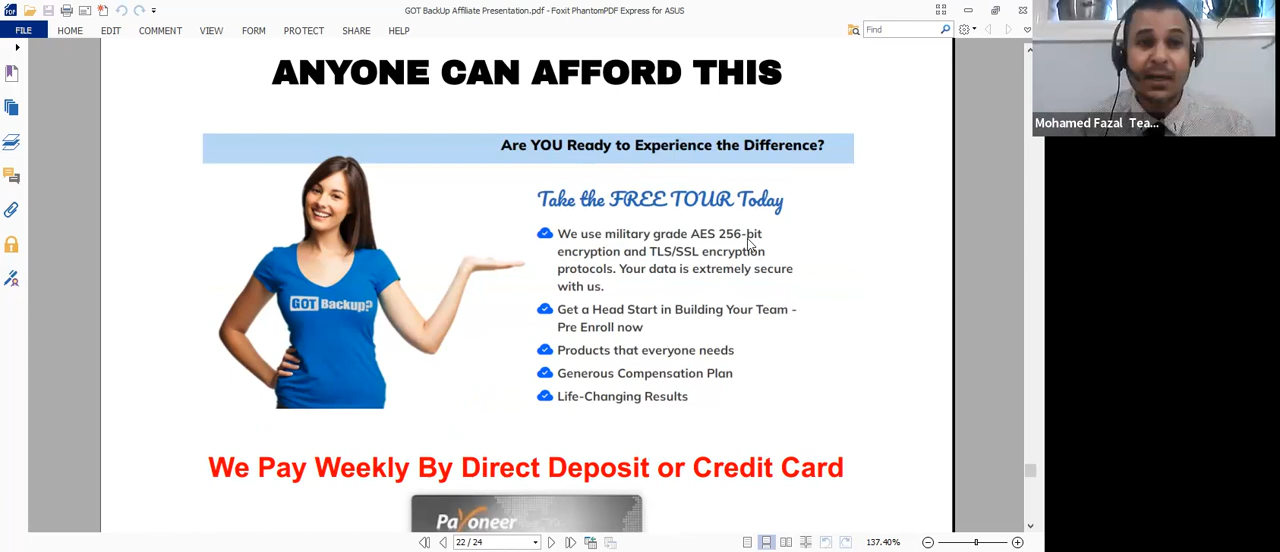 GOT BackUp Affiliate Presentation.pdf - Foxit PhantomPDF Express for ASUS
FILE HOME EDIT COMMENT VIEW FORM PROTECT SHARE HELP
Find
ANYONE CAN AFFORD THIS
Are YOU Ready to Experience the Difference?
Take the FREE TOUR Today
We use military grade AES 256-bit
encryption and TLS/SSL encryption
protocols. Your data is extremely secure
with us.
Get a Head Start in Building Your Team -
Pre Enroll now
Products that everyone needs
Generous Compensation Plan
Life-Changing Results
GOT Backup?
We Pay Weekly By Direct Deposit or Credit Card
Payoneer
22 / 24
137.40%
Mohamed Fazal Tea...